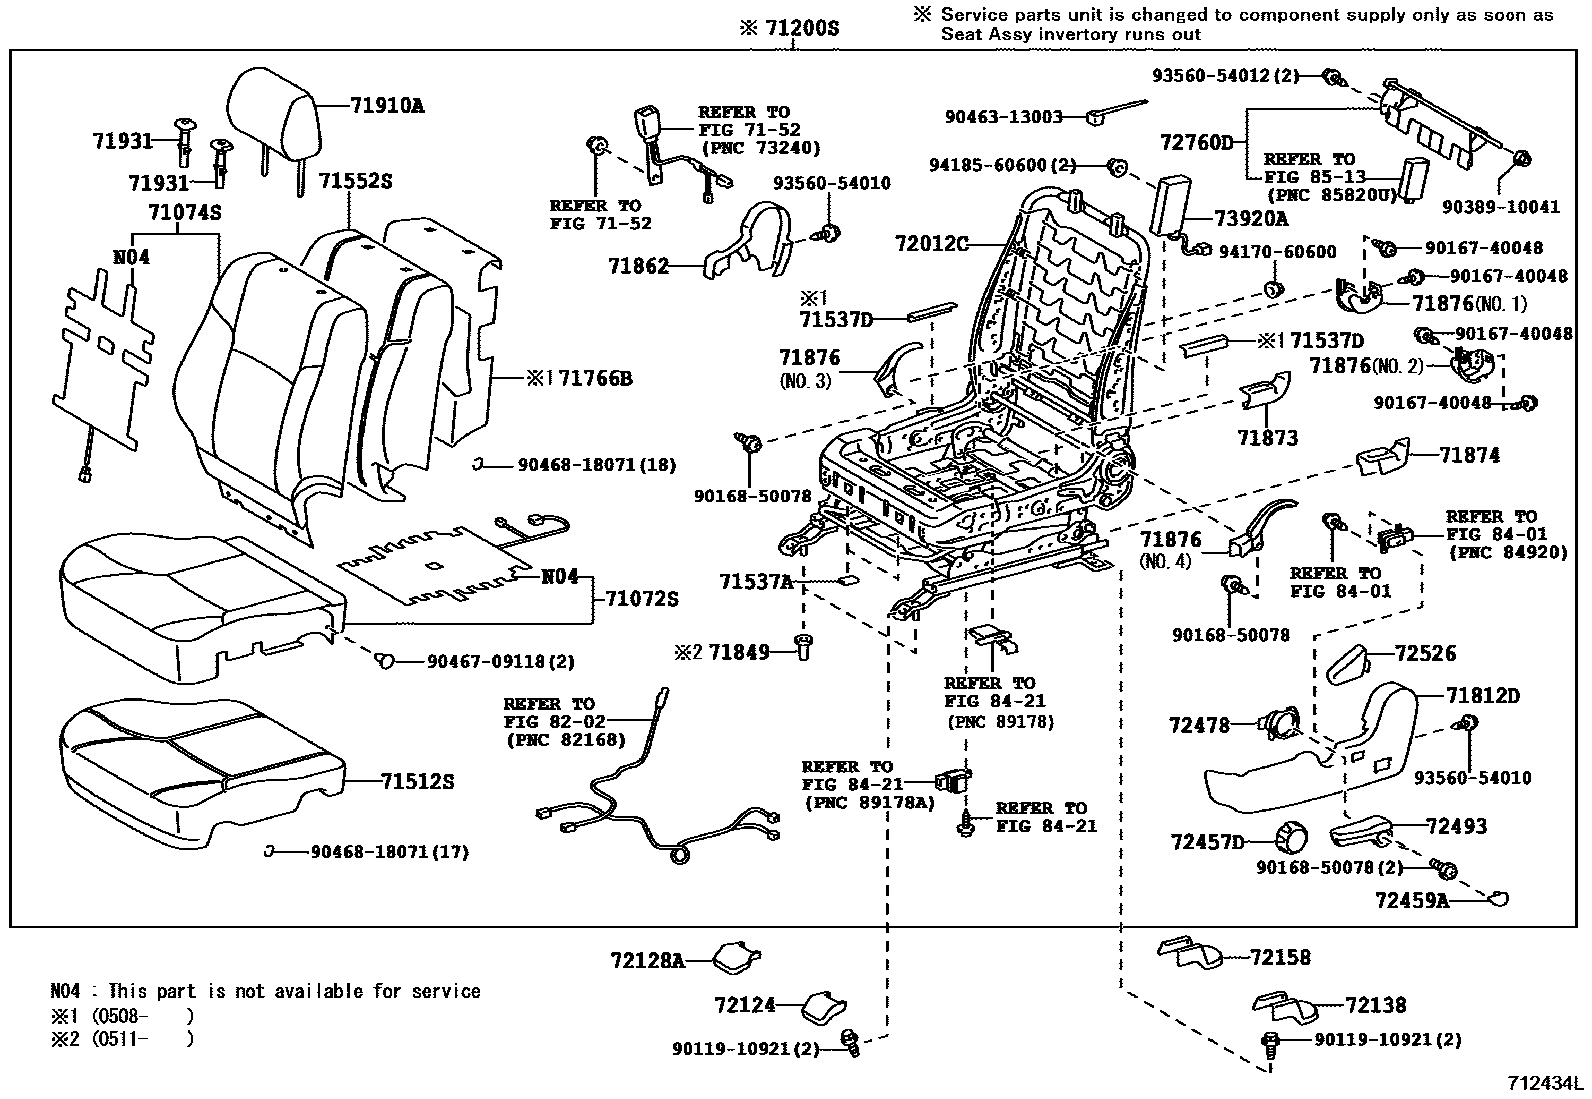 ※ 71200S
※ Service parts unit is changed to component supply only as soon as
Seat Assy invertory runs out
71910A
71931
71931
71552S
71074S
N04
※1 71766B
90468-18071(18)
REFER TO
FIG 71-52
(PNC 73240)
REFER TO
FIG 71-52
93560-54010
71862
93560-54012(2)
90463-13003
72760D
94185-60600(2)
REFER TO
FIG 85-13
(PNC 85820U)
90389-10041
73920A
72012C
94170-60600
90167-40048
90167-40048
71876(NO.1)
※1
71537D
※1 71537D
90167-40048
71876(NO.2)
90167-40048
71876
(NO.3)
71873
71874
90168-50078
71876
(NO.4)
REFER TO
FIG 84-01
(PNC 84920)
REFER TO
FIG 84-01
90168-50078
N04
71072S
90467-09118(2)
71537A
※2 71849
REFER TO
FIG 82-02
(PNC 82168)
REFER TO
FIG 84-21
(PNC 89178)
REFER TO
FIG 84-21
(PNC 89178A)
REFER TO
FIG 84-21
72526
71812D
72478
93560-54010
71512S
90468-18071(17)
72457D
72493
90168-50078(2)
72459A
72128A
72124
90119-10921(2)
72158
72138
90119-10921(2)
N04 : This part is not available for service
※1 (0508-    )
※2 (0511-    )
712434L